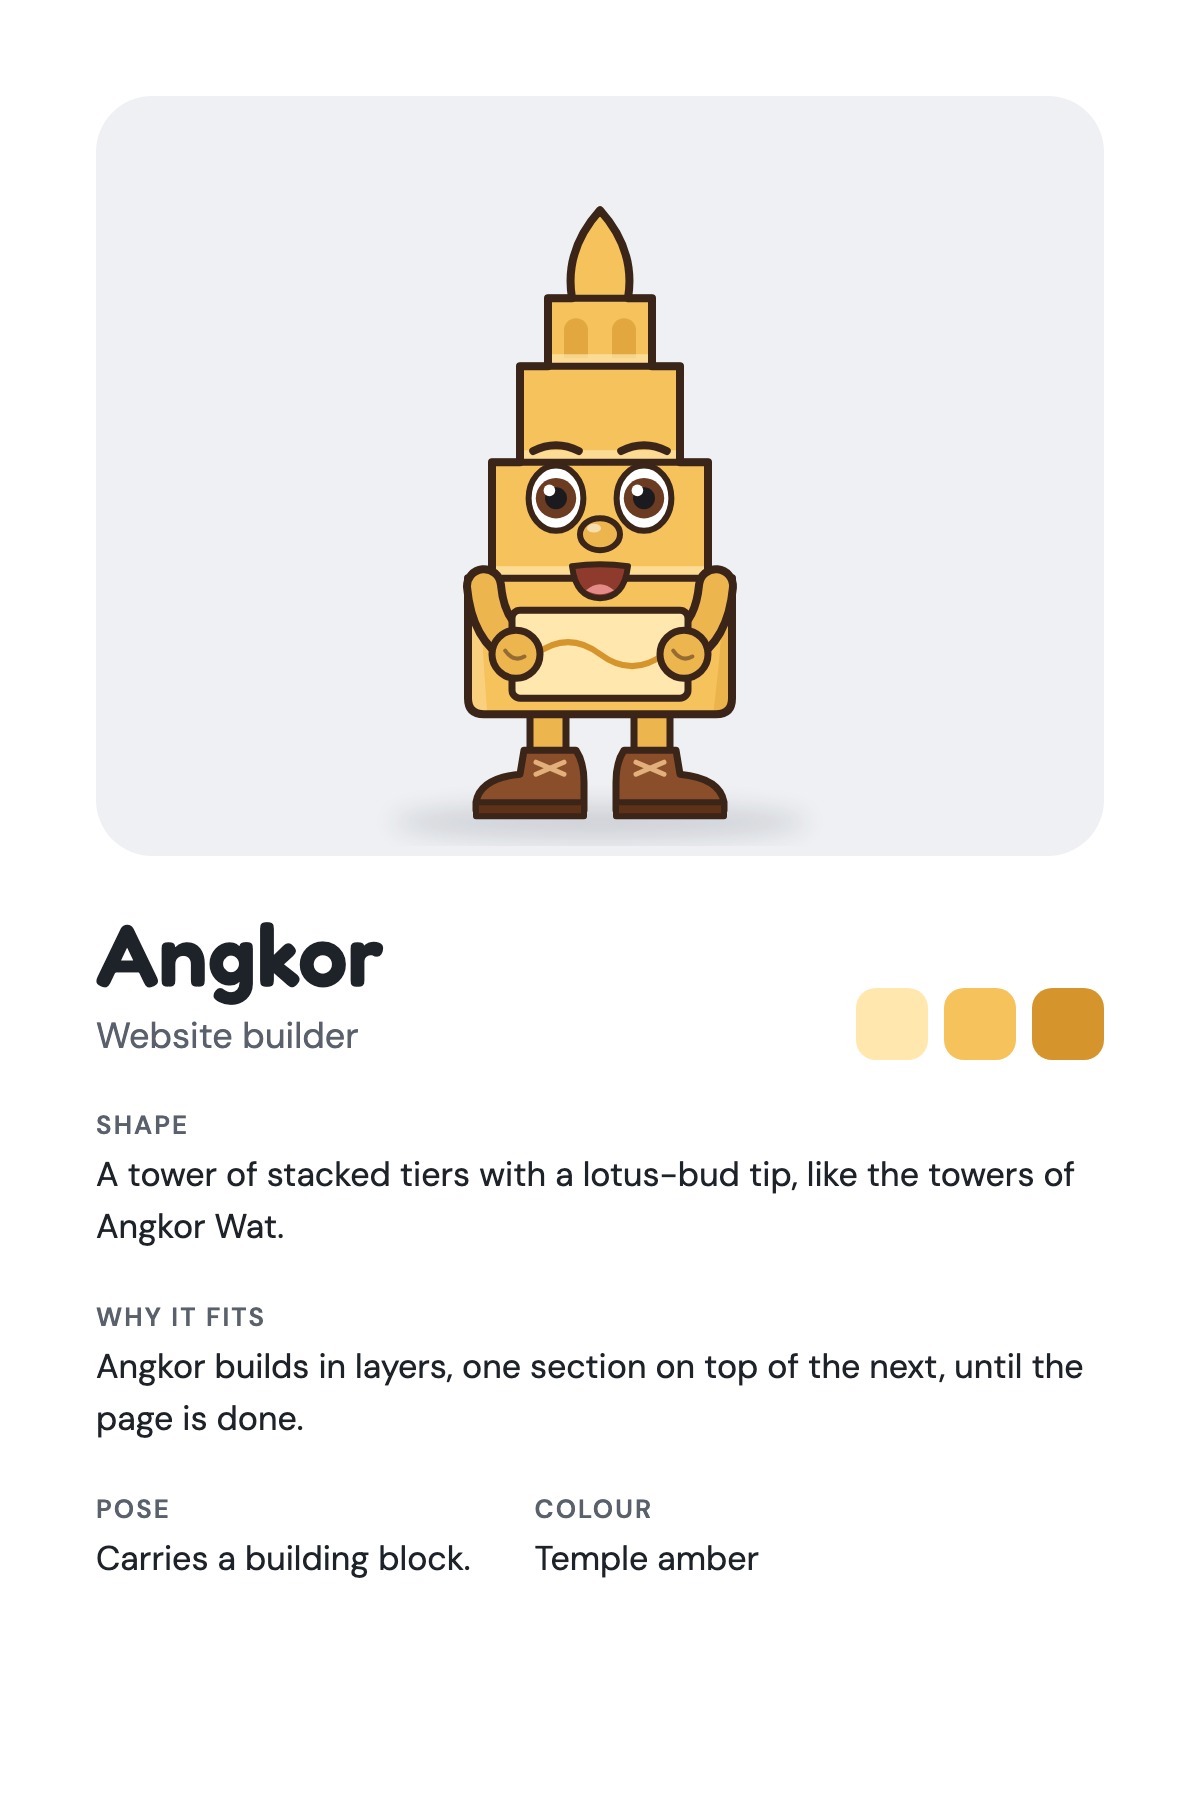 Angkor
Website builder
SHAPE
A tower of stacked tiers with a lotus-bud tip, like the towers of
Angkor Wat.
WHY IT FITS
Angkor builds in layers, one section on top of the next, until the
page is done.
POSE
Carries a building block.
COLOUR
Temple amber